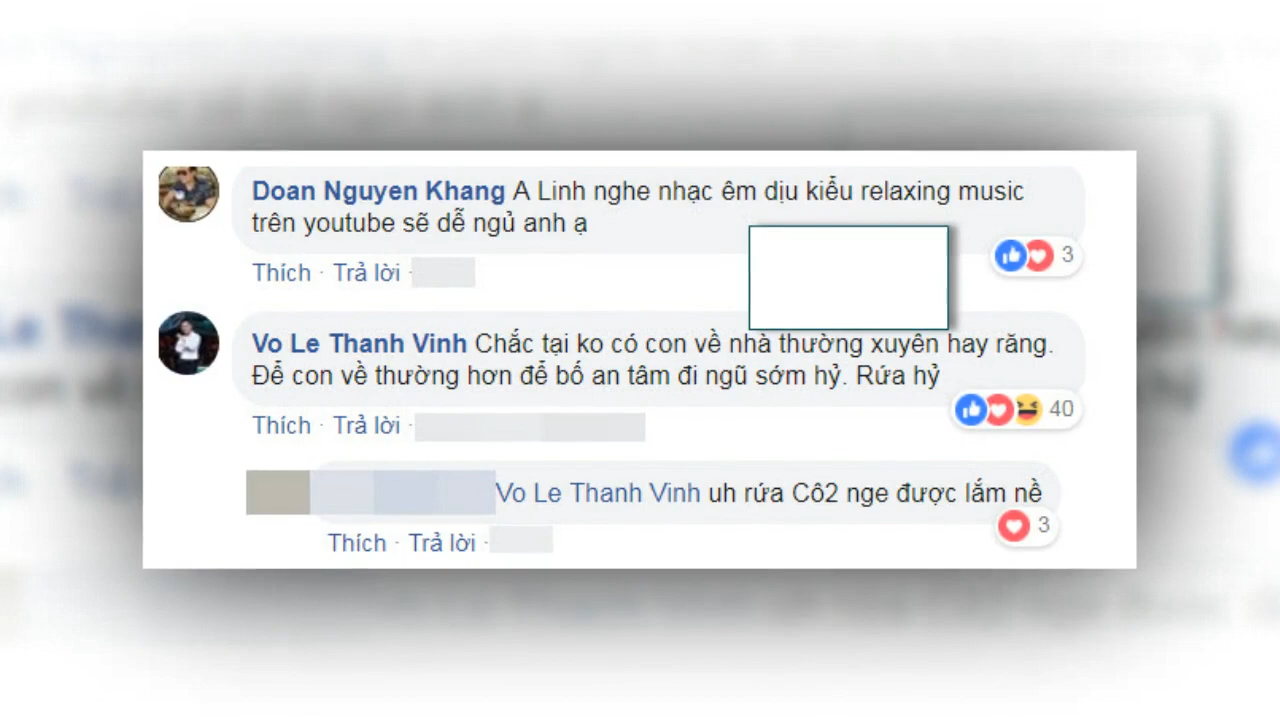 Doan Nguyen Khang A Linh nghe nhạc êm dịu kiểu relaxing music
trên youtube sẽ dễ ngủ anh ạ
3
Thích · Trả lời ·
Vo Le Thanh Vinh Chắc tại ko có con về nhà thường xuyên hay răng.
Để con về thường hơn để bố an tâm đi ngũ sớm hỷ. Rứa hỷ
40
Thích · Trả lời ·
Vo Le Thanh Vinh uh rứa Cô2 nge được lắm nề
3
Thích · Trả lời ·